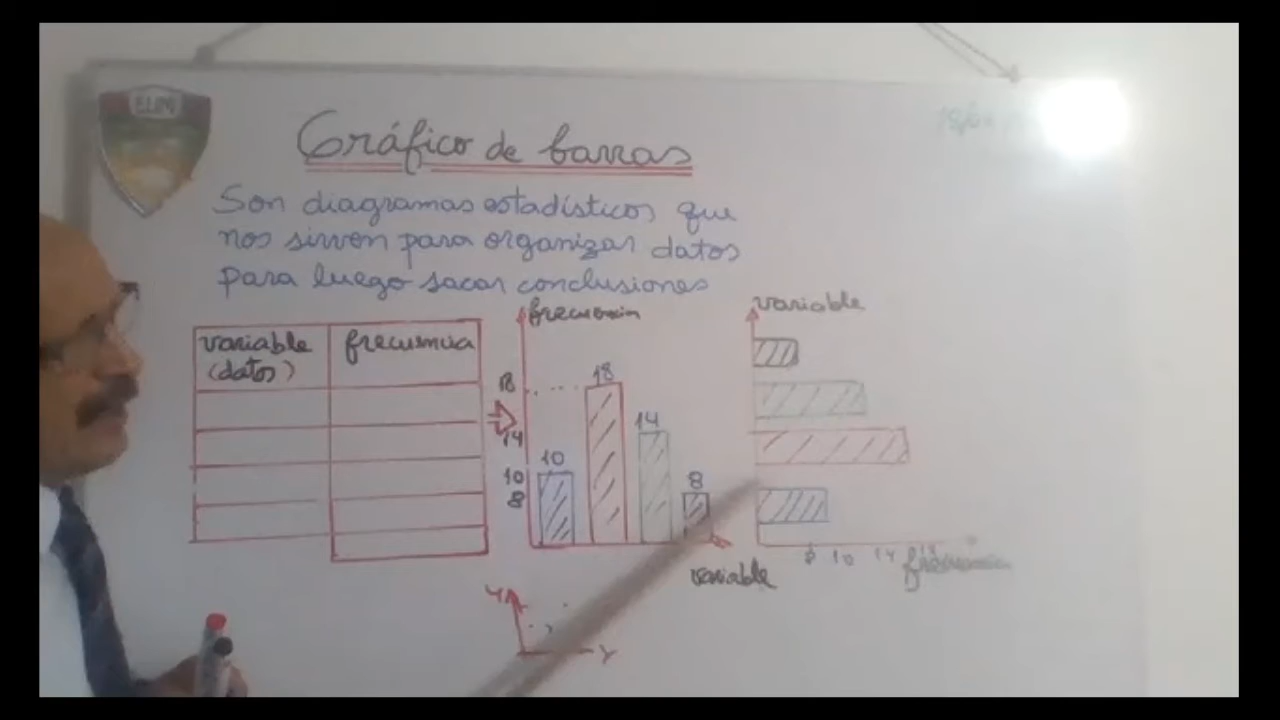 Gráfico de barras
Son diagramas estadísticos que
nos sirven para organizar datos
para luego sacar conclusiones
variable
(datos)
frecuencia
frecuencia
18
14
10
8
10
18
14
8
variable
variable
8 10 14 18
frecuencia
Y